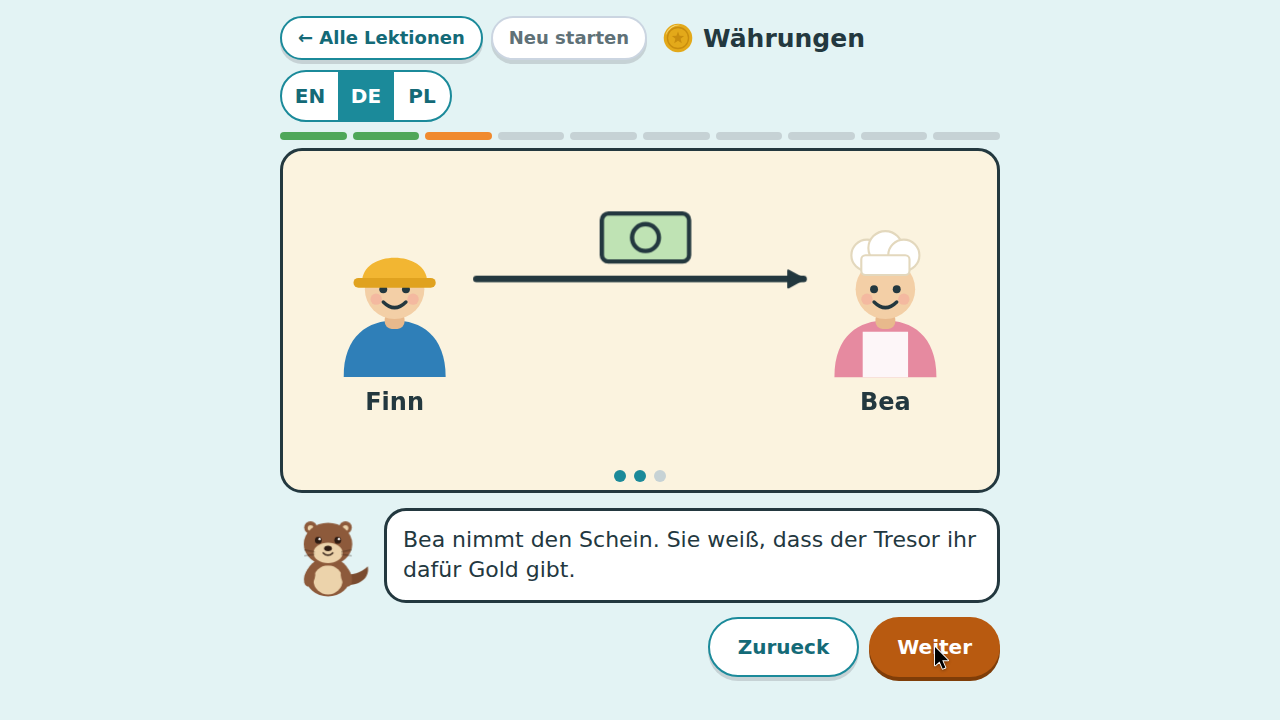 ← Alle Lektionen
Neu starten
Währungen
EN DE PL
Finn
Bea
Bea nimmt den Schein. Sie weiß, dass der Tresor ihr
dafür Gold gibt.
Zurueck
Weiter